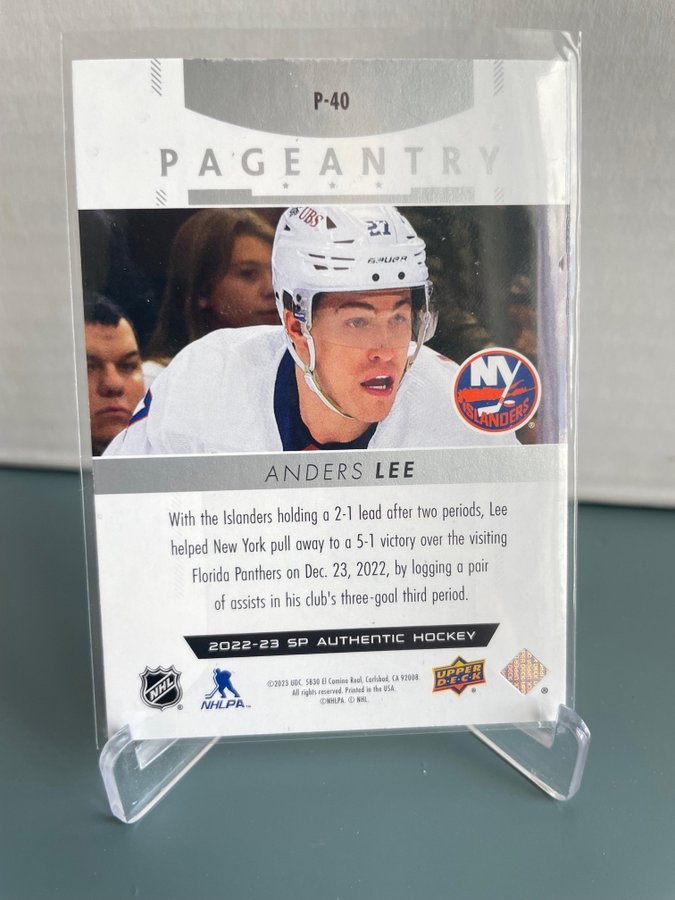 P-40
PAGEANTRY
UBS
27
BAUER
NY
ISLANDERS
®
ANDERS LEE
With the Islanders holding a 2-1 lead after two periods, Lee
helped New York pull away to a 5-1 victory over the visiting
Florida Panthers on Dec. 23, 2022, by logging a pair
of assists in his club's three-goal third period.
2022-23 SP AUTHENTIC HOCKEY
NHL
®
NHLPA™
©2023 UDC. 5830 El Camino Real, Carlsbad, CA 92008.
All rights reserved. Printed in the USA.
©NHLPA. © NHL.
UPPER
DECK
®
®